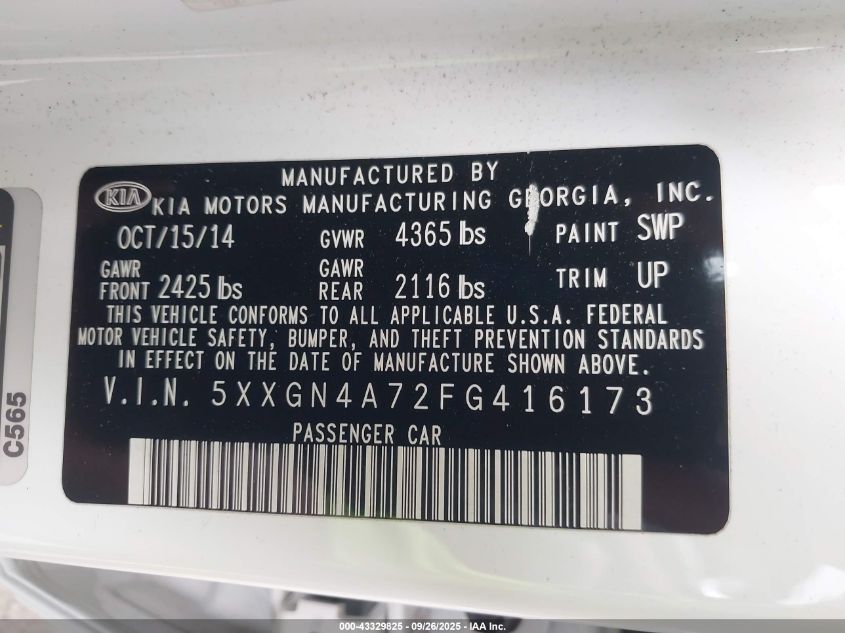 MANUFACTURED BY
KIA KIA MOTORS MANUFACTURING GEORGIA, INC.
OCT/15/14 GVWR 4365 lbs PAINT SWP
GAWR FRONT 2425 lbs GAWR REAR 2116 lbs TRIM UP
THIS VEHICLE CONFORMS TO ALL APPLICABLE U.S.A. FEDERAL
MOTOR VEHICLE SAFETY, BUMPER, AND THEFT PREVENTION STANDARDS
IN EFFECT ON THE DATE OF MANUFACTURE SHOWN ABOVE.
V.I.N. 5XXGN4A72FG416173
PASSENGER CAR
C565
000-43329825 - 09/26/2025 - IAA Inc.